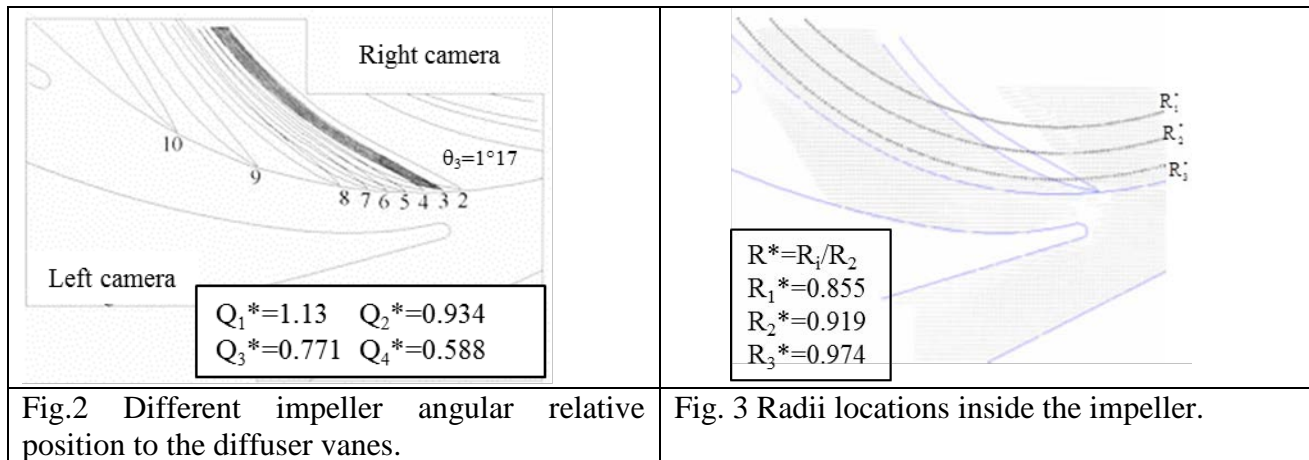 Right camera
θ₃=1°17
10
9
8 7 6 5 4 3 2
Left camera
Q₁*=1.13 Q₂*=0.934
Q₃*=0.771 Q₄*=0.588
Fig.2 Different impeller angular relative
position to the diffuser vanes.
R₁*
R₂*
R₃*
R*=Rᵢ/R₂
R₁*=0.855
R₂*=0.919
R₃*=0.974
Fig. 3 Radii locations inside the impeller.